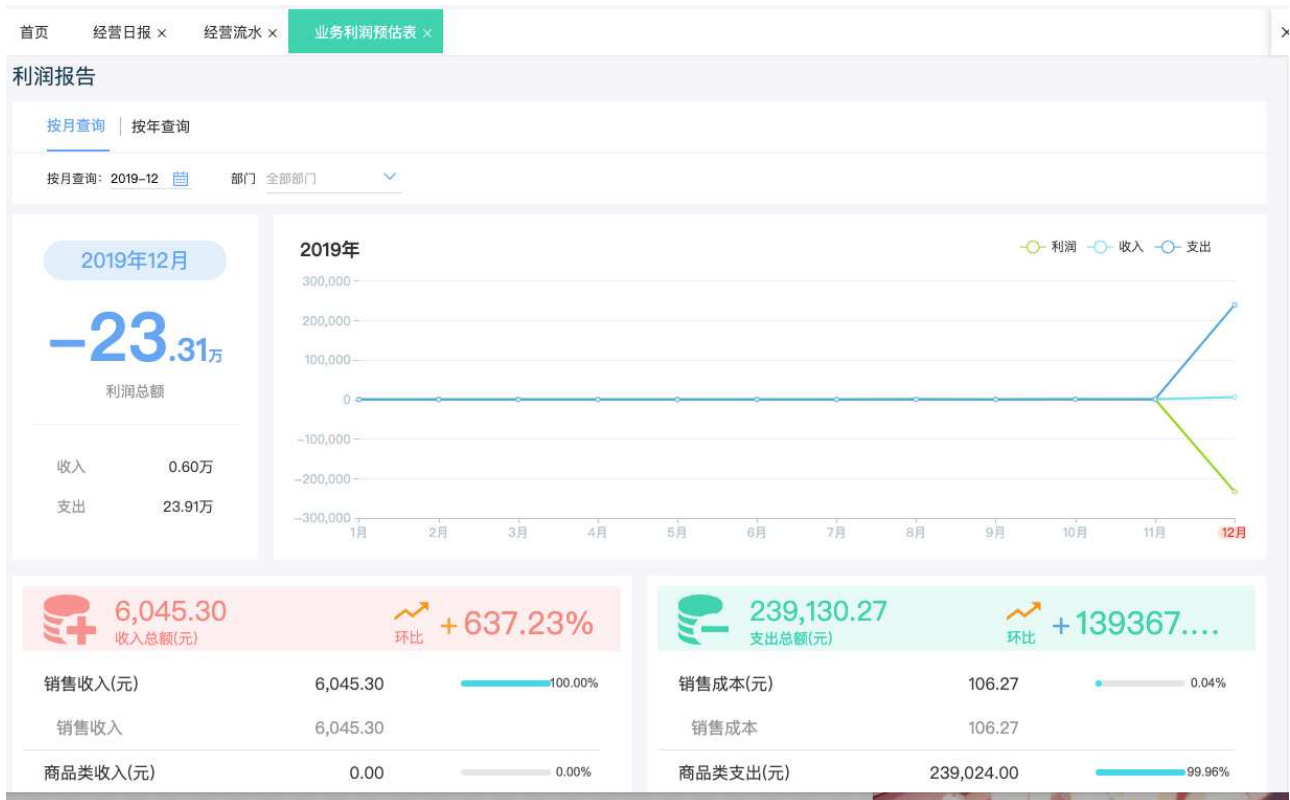 首页 经营日报 × 经营流水 × 业务利润预估表 × ×
利润报告
按月查询 按年查询
按月查询: 2019-12 部门 全部部门
2019年12月
-23.31万
利润总额
收入 0.60万
支出 23.91万
2019年
利润 收入 支出
300,000
200,000
100,000
0
-100,000
-200,000
-300,000
1月 2月 3月 4月 5月 6月 7月 8月 9月 10月 11月 12月
6,045.30
收入总额(元)
环比
+637.23%
销售收入(元) 6,045.30 100.00%
销售收入 6,045.30
商品类收入(元) 0.00 0.00%
239,130.27
支出总额(元)
环比
+139367....
销售成本(元) 106.27 0.04%
销售成本 106.27
商品类支出(元) 239,024.00 99.96%